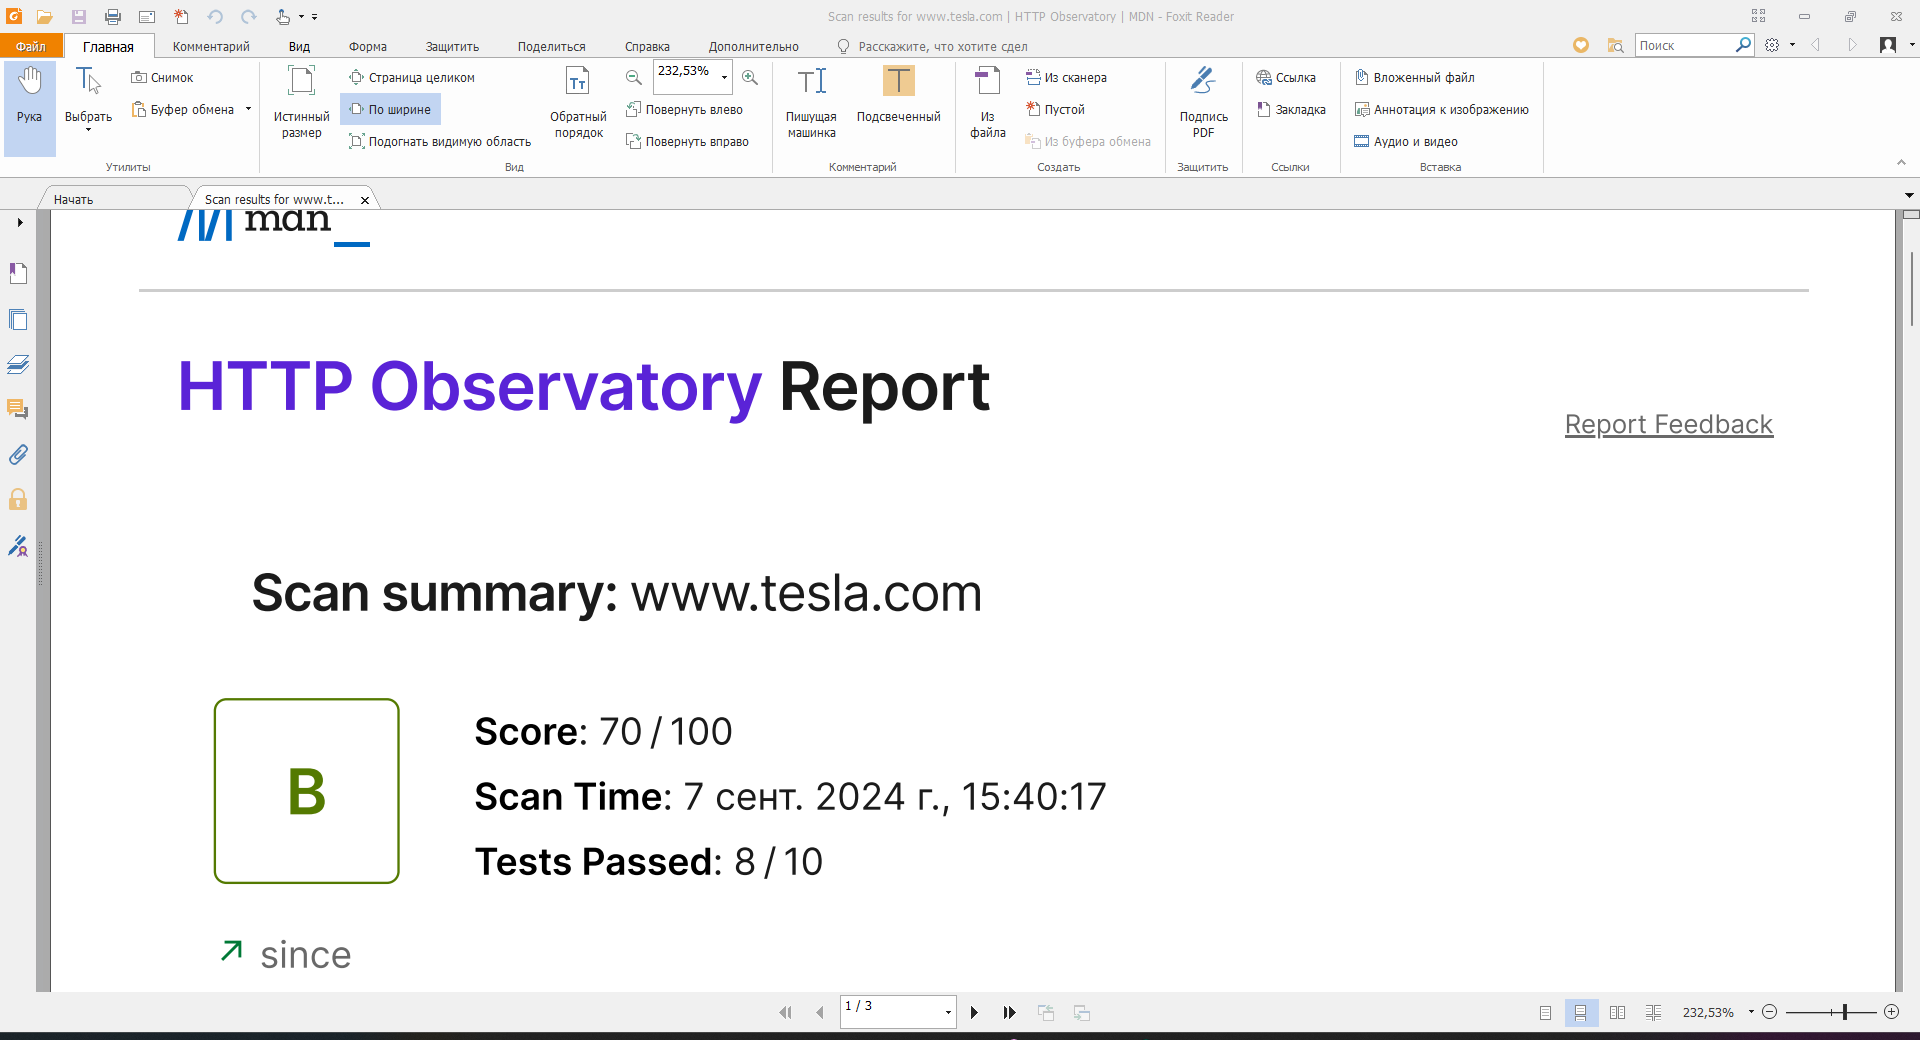 Scan results for www.tesla.com | HTTP Observatory | MDN - Foxit Reader
Файл
Главная
Комментарий
Вид
Форма
Защитить
Поделиться
Справка
Дополнительно
Расскажите, что хотите сдел
Поиск
Рука
Выбрать
Снимок
Буфер обмена
Утилиты
Истинный
размер
Страница целиком
По ширине
Подогнать видимую область
Обратный
порядок
232,53%
Повернуть влево
Повернуть вправо
Вид
Пишущая
машинка
Подсвеченный
Комментарий
Из
файла
Из сканера
Пустой
Из буфера обмена
Создать
Подпись
PDF
Защитить
Ссылка
Закладка
Ссылки
Вложенный файл
Аннотация к изображению
Аудио и видео
Вставка
Начать
Scan results for www.t...
mdn_
HTTP Observatory Report
Report Feedback
Scan summary: www.tesla.com
B
Score: 70 / 100
Scan Time: 7 сент. 2024 г., 15:40:17
Tests Passed: 8 / 10
since
1 / 3
232,53%